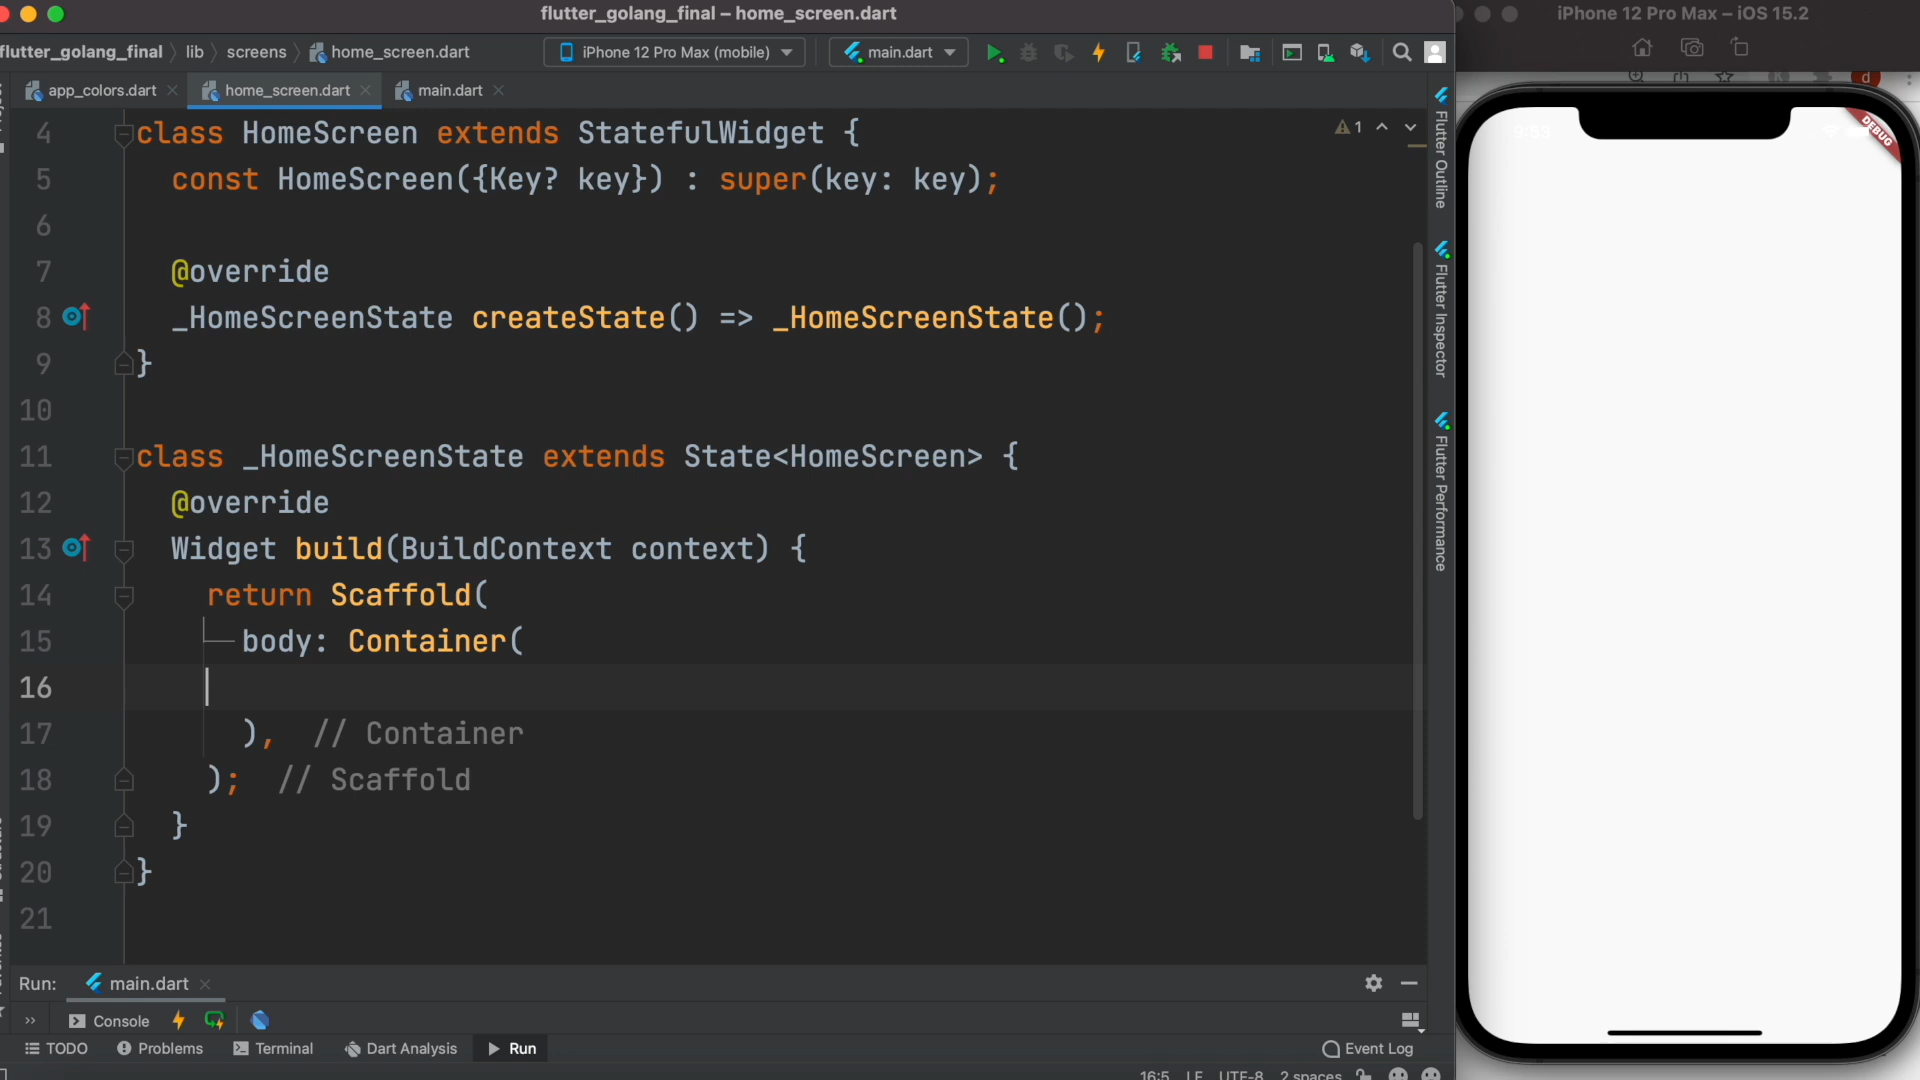 flutter_golang_final – home_screen.dart
iPhone 12 Pro Max – iOS 15.2
flutter_golang_final lib screens home_screen.dart
iPhone 12 Pro Max (mobile)
main.dart
app_colors.dart
home_screen.dart
main.dart
4 class HomeScreen extends StatefulWidget {
5 const HomeScreen({Key? key}) : super(key: key);
6
7 @override
8 _HomeScreenState createState() => _HomeScreenState();
9 }
10
11 class _HomeScreenState extends State<HomeScreen> {
12 @override
13 Widget build(BuildContext context) {
14 return Scaffold(
15 body: Container(
16
17 ), // Container
18 ); // Scaffold
19 }
20 }
21
1
Flutter Outline
Flutter Inspector
Flutter Performance
DEBUG
9:53
d
Run: main.dart
Console
TODO Problems Terminal Dart Analysis Run Event Log
16:5 LF UTF-8 2 spaces